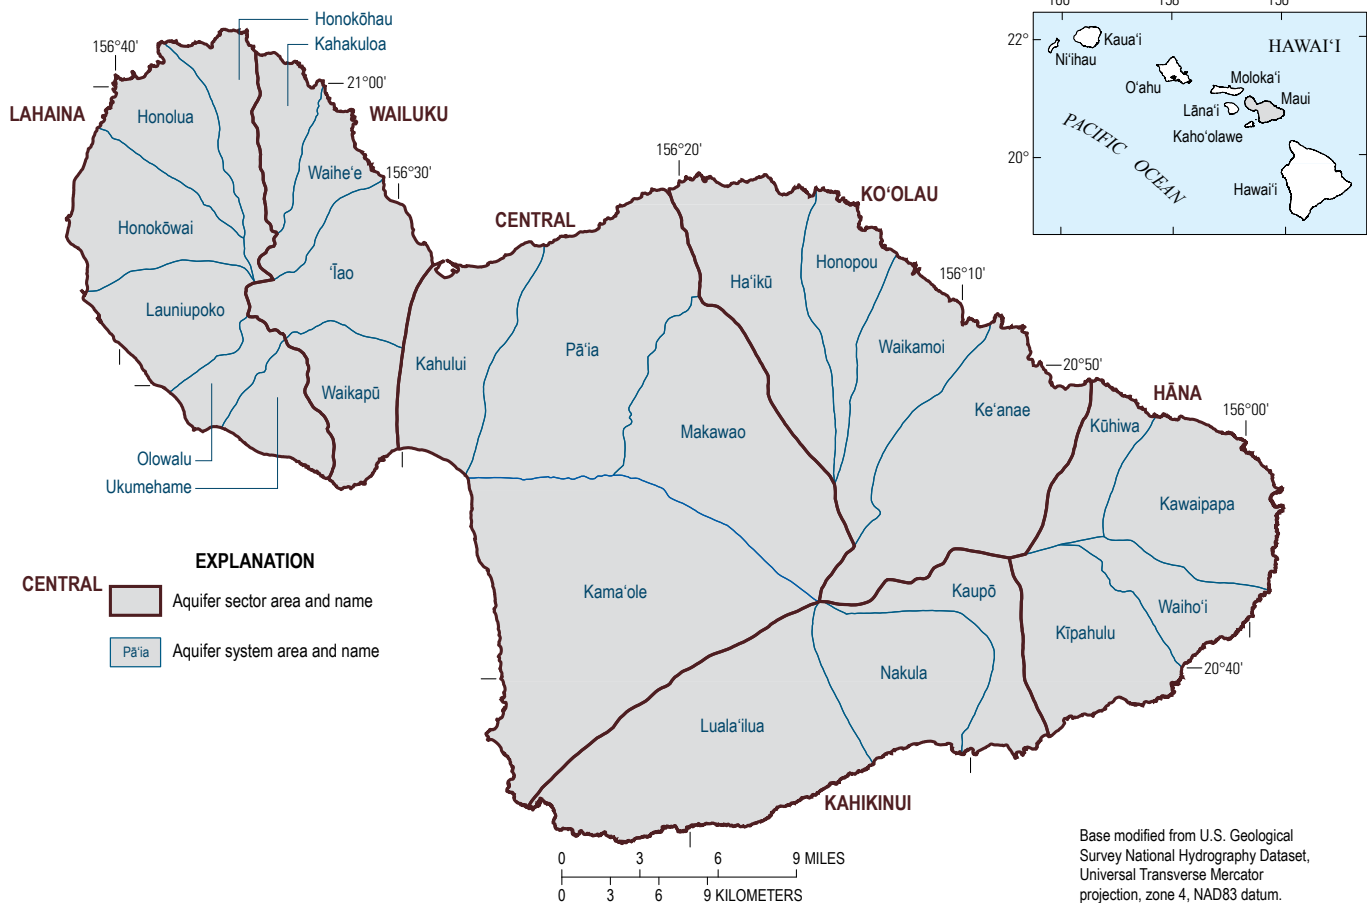 Honokōhau
Kahakuloa
156°40'
21°00'
LAHAINA
WAILUKU
Honolua
Waiheʻe
156°30'
Honokōwai
ʻĪao
Launiupoko
Waikapū
Olowalu
Ukumehame
156°20'
CENTRAL
KOʻOLAU
Haʻikū
Honopou
156°10'
Kahului
Pāʻia
Waikamoi
Makawao
Keʻanae
20°50'
HĀNA
156°00'
Kūhiwa
Kawaipapa
Kamaʻole
Kaupō
Waihoʻi
Kīpahulu
20°40'
Nakula
Lualaʻilua
KAHIKINUI
22°
20°
HAWAIʻI
Kauaʻi
Niʻihau
Oʻahu
Molokaʻi
Maui
Lānaʻi
Kahoʻolawe
Hawaiʻi
PACIFIC OCEAN
EXPLANATION
CENTRAL
Aquifer sector area and name
Pāʻia
Aquifer system area and name
0 3 6 9 MILES
0 3 6 9 KILOMETERS
Base modified from U.S. Geological
Survey National Hydrography Dataset,
Universal Transverse Mercator
projection, zone 4, NAD83 datum.